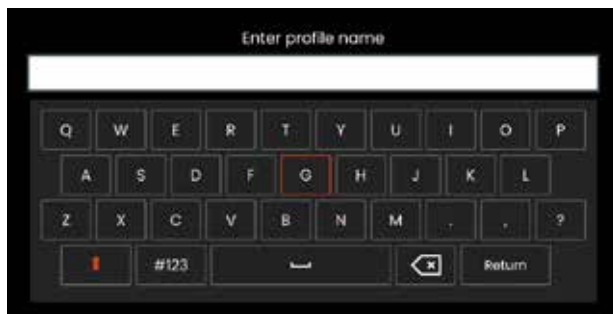 Enter profile name
Q W E R T Y U I O P
A S D F G H J K L
Z X C V B N M , . ?
#123 Return